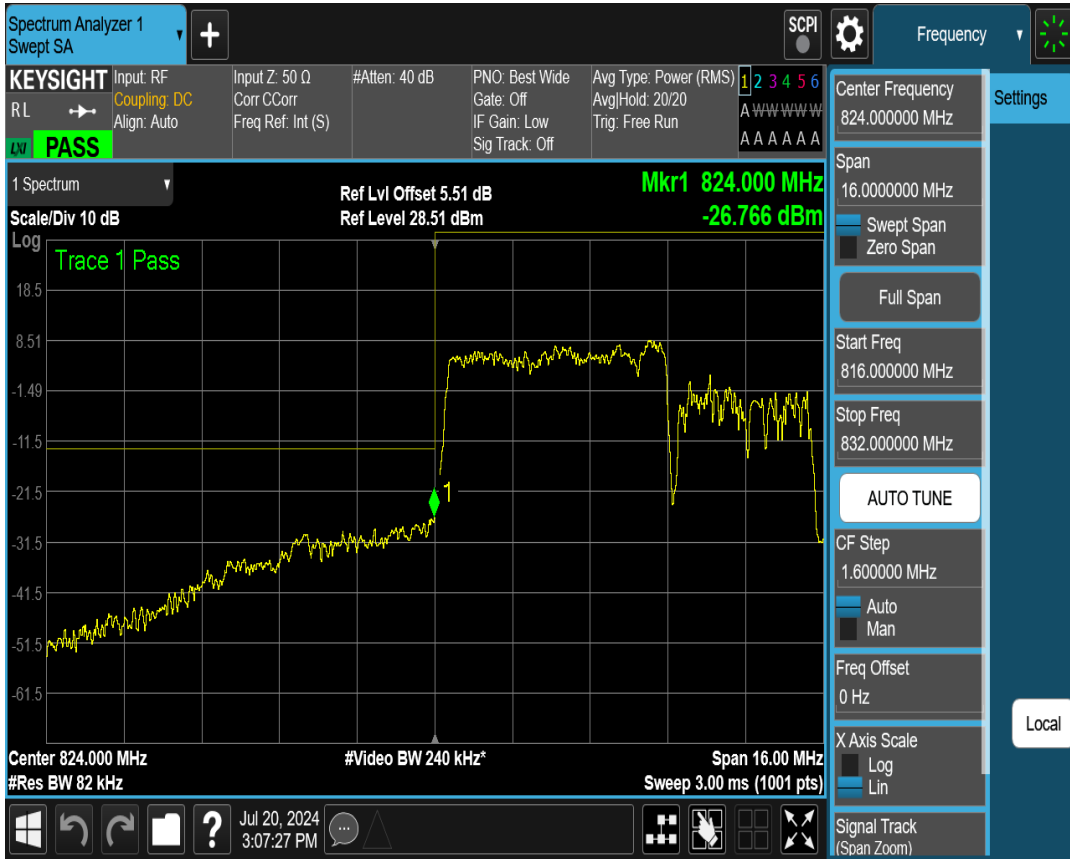 Spectrum Analyzer 1
Swept SA
+
SCPI
Frequency
KEYSIGHT
RL
LXI PASS
Input: RF
Coupling: DC
Align: Auto
Input Z: 50 Ω
Corr CCorr
Freq Ref: Int (S)
#Atten: 40 dB
PNO: Best Wide
Gate: Off
IF Gain: Low
Sig Track: Off
Avg Type: Power (RMS)
Avg|Hold: 20/20
Trig: Free Run
1 2 3 4 5 6
A W W W W W
A A A A A A
1 Spectrum
Scale/Div 10 dB
Ref Lvl Offset 5.51 dB
Ref Level 28.51 dBm
Mkr1 824.000 MHz
-26.766 dBm
Log
Trace 1 Pass
18.5
8.51
-1.49
-11.5
-21.5
-31.5
-41.5
-51.5
-61.5
1
Center 824.000 MHz
#Res BW 82 kHz
#Video BW 240 kHz*
Span 16.00 MHz
Sweep 3.00 ms (1001 pts)
Center Frequency
824.000000 MHz
Span
16.0000000 MHz
Swept Span
Zero Span
Full Span
Start Freq
816.000000 MHz
Stop Freq
832.000000 MHz
AUTO TUNE
CF Step
1.600000 MHz
Auto
Man
Freq Offset
0 Hz
X Axis Scale
Log
Lin
Signal Track
(Span Zoom)
Settings
Local
?
Jul 20, 2024
3:07:27 PM